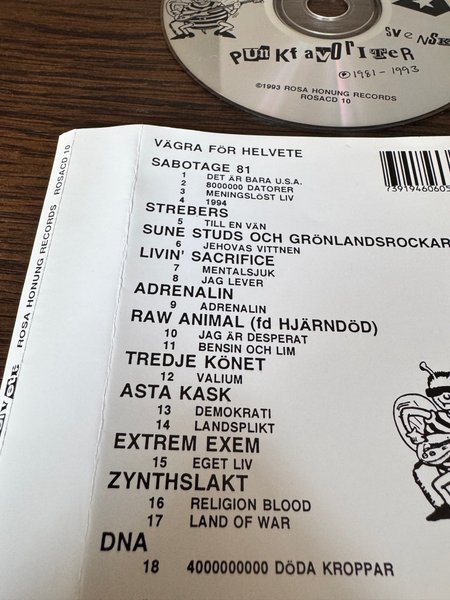 SVENSK
PUNKfAVORITER
©1981-1993
©1993 ROSA HONUNG RECORDS
ROSACD 10
VÄGRA FÖR HELVETE
SABOTAGE 81
1 DET ÄR BARA U.S.A.
2 8000000 DATORER
3 MENINGSLÖST LIV
4 1994
STREBERS
5 TILL EN VÄN
SUNE STUDS OCH GRÖNLANDSROCKAR
6 JEHOVAS VITTNEN
LIVIN' SACRIFICE
7 MENTALSJUK
8 JAG LEVER
ADRENALIN
9 ADRENALIN
RAW ANIMAL (fd HJÄRNDÖD)
10 JAG ÄR DESPERAT
11 BENSIN OCH LIM
TREDJE KÖNET
12 VALIUM
ASTA KASK
13 DEMOKRATI
14 LANDSPLIKT
EXTREM EXEM
15 EGET LIV
ZYNTHSLAKT
16 RELIGION BLOOD
17 LAND OF WAR
DNA
18 4000000000 DÖDA KROPPAR
7391946060
ROSA HONUNG RECORDS ROSACD 10